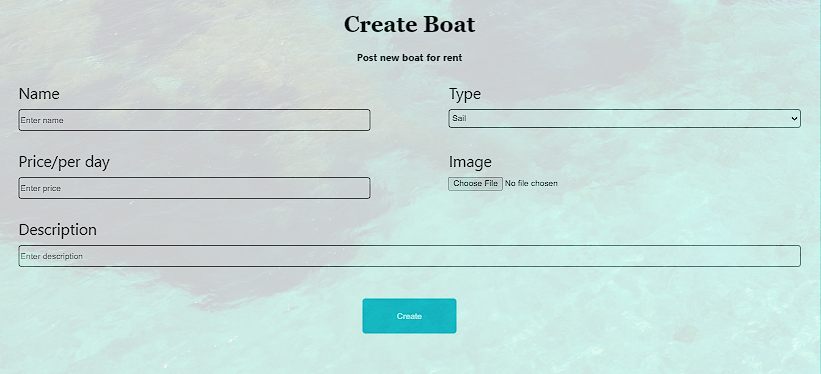 Create Boat
Post new boat for rent
Name
Type
Enter name
Sail
Price/per day
Image
Enter price
Choose File No file chosen
Description
Enter description
Create